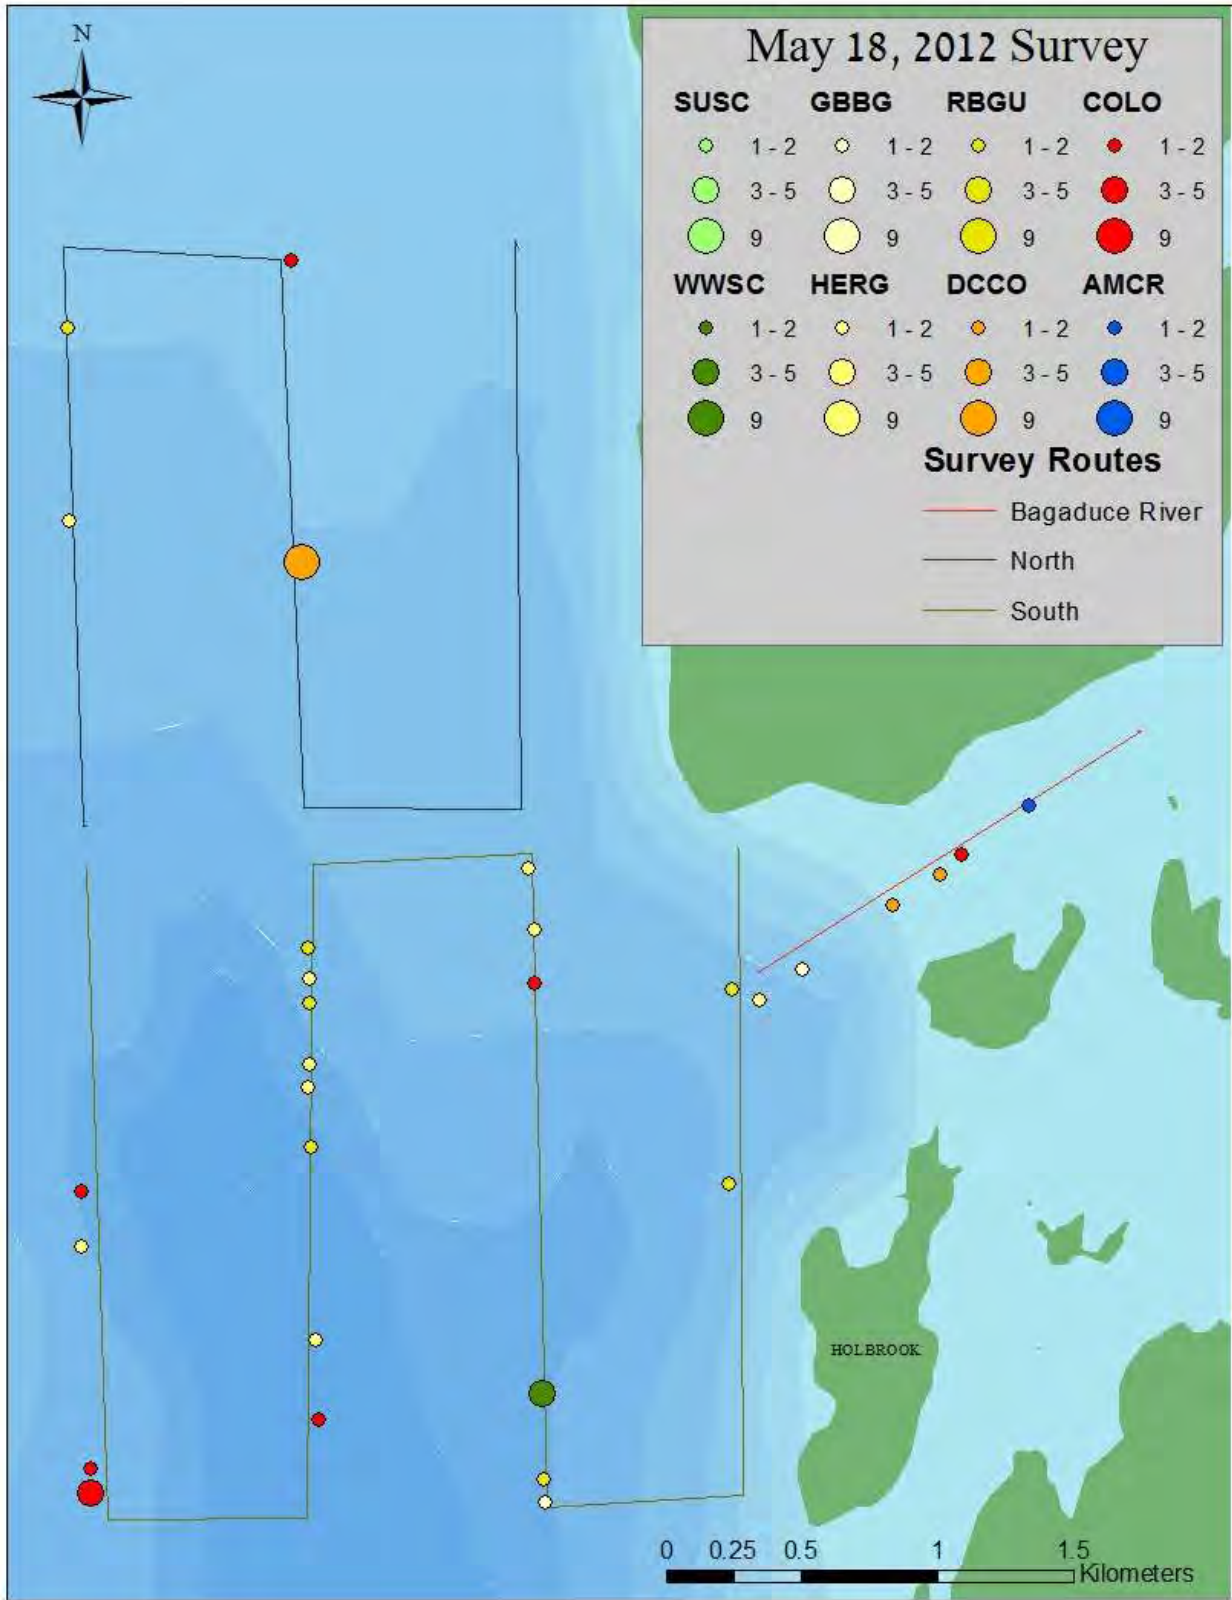 N
May 18, 2012 Survey
SUSC GBBG RBGU COLO
1 - 2 1 - 2 1 - 2 1 - 2
3 - 5 3 - 5 3 - 5 3 - 5
9 9 9 9
WWSC HERG DCCO AMCR
1 - 2 1 - 2 1 - 2 1 - 2
3 - 5 3 - 5 3 - 5 3 - 5
9 9 9 9
Survey Routes
Bagaduce River
North
South
HOLBROOK
0 0.25 0.5 1 1.5
Kilometers